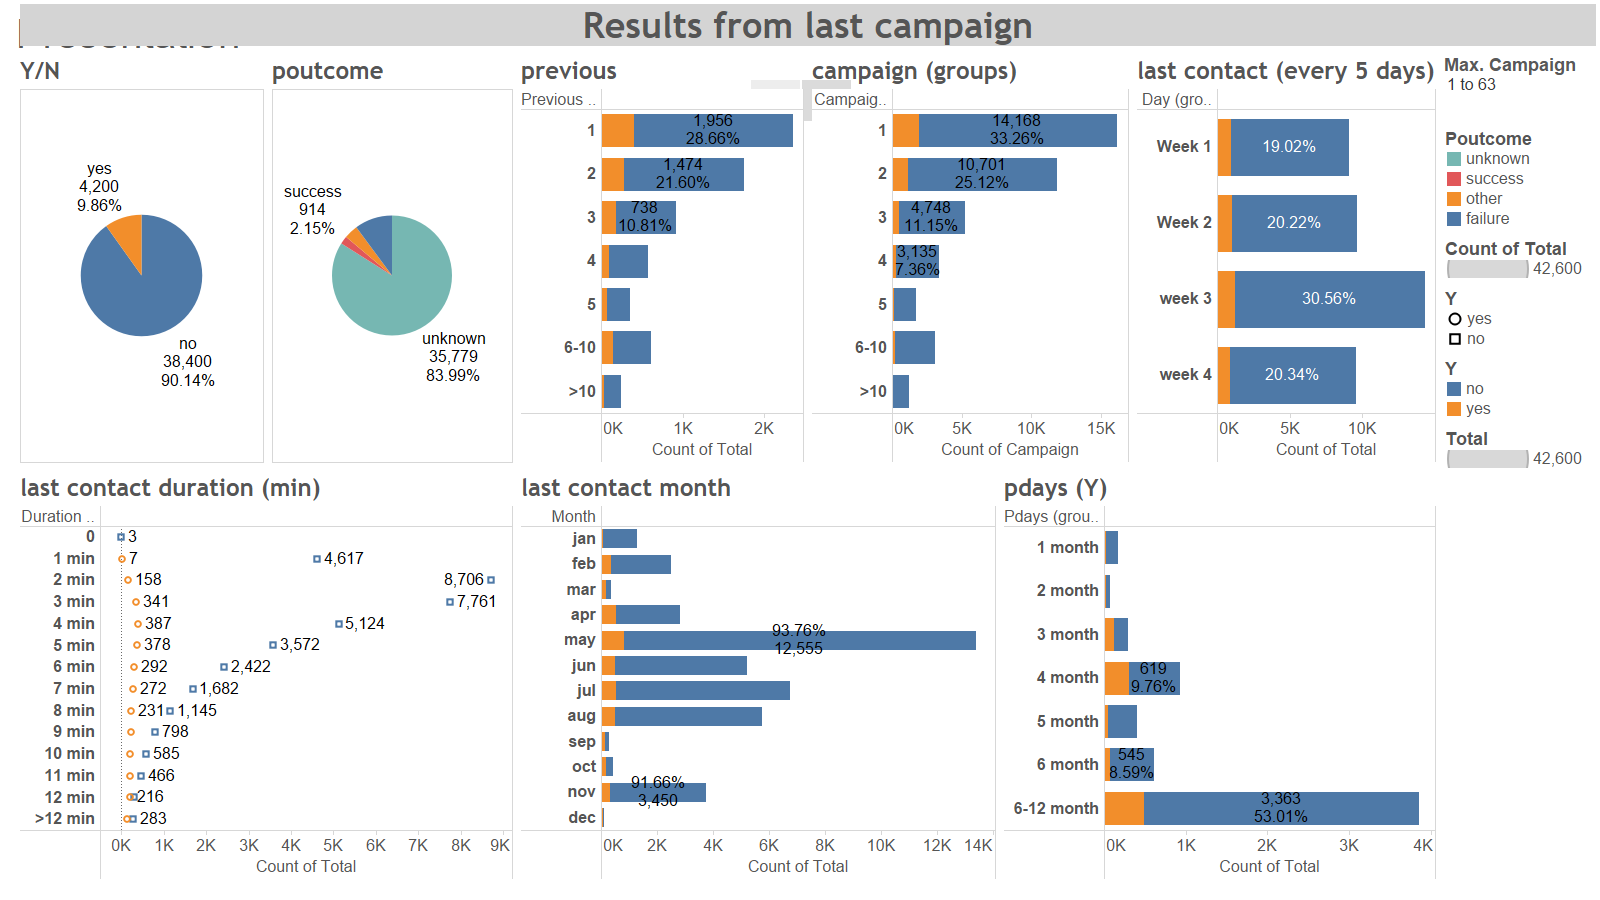 Results from last campaign
Presentation
Y/N
yes
4,200
9.86%
no
38,400
90.14%
poutcome
success
914
2.15%
unknown
35,779
83.99%
previous
Previous ..
1
1,956
28.66%
2
1,474
21.60%
3
738
10.81%
4
5
6-10
>10
0K 1K 2K
Count of Total
campaign (groups)
Campaig..
1
14,168
33.26%
2
10,701
25.12%
3
4,748
11.15%
4
3,135
7.36%
5
6-10
>10
0K 5K 10K 15K
Count of Campaign
last contact (every 5 days)
Day (gro..
Week 1 19.02%
Week 2 20.22%
week 3 30.56%
week 4 20.34%
0K 5K 10K
Count of Total
Max. Campaign
1 to 63
Poutcome
unknown
success
other
failure
Count of Total
42,600
Y
yes
no
Y
no
yes
Total
42,600
last contact duration (min)
Duration ..
0 3
1 min 7 4,617
2 min 158 8,706
3 min 341 7,761
4 min 387 5,124
5 min 378 3,572
6 min 292 2,422
7 min 272 1,682
8 min 231 1,145
9 min 798
10 min 585
11 min 466
12 min 216
>12 min 283
0K 1K 2K 3K 4K 5K 6K 7K 8K 9K
Count of Total
last contact month
Month
jan
feb
mar
apr
may
93.76%
12,555
jun
jul
aug
sep
oct
nov
91.66%
3,450
dec
0K 2K 4K 6K 8K 10K 12K 14K
Count of Total
pdays (Y)
Pdays (grou..
1 month
2 month
3 month
4 month
619
9.76%
5 month
6 month
545
8.59%
6-12 month
3,363
53.01%
0K 1K 2K 3K 4K
Count of Total